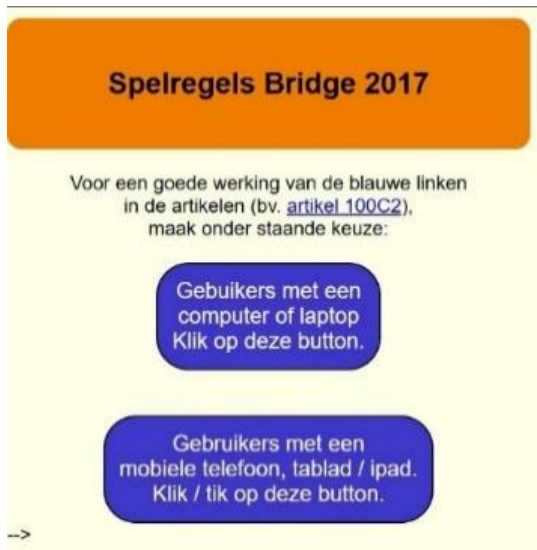 Spelregels Bridge 2017
Voor een goede werking van de blauwe linken
in de artikelen (bv. artikel 100C2),
maak onder staande keuze:
Gebuikers met een
computer of laptop
Klik op deze button.
Gebruikers met een
mobiele telefoon, tablad / ipad.
Klik / tik op deze button.
-->